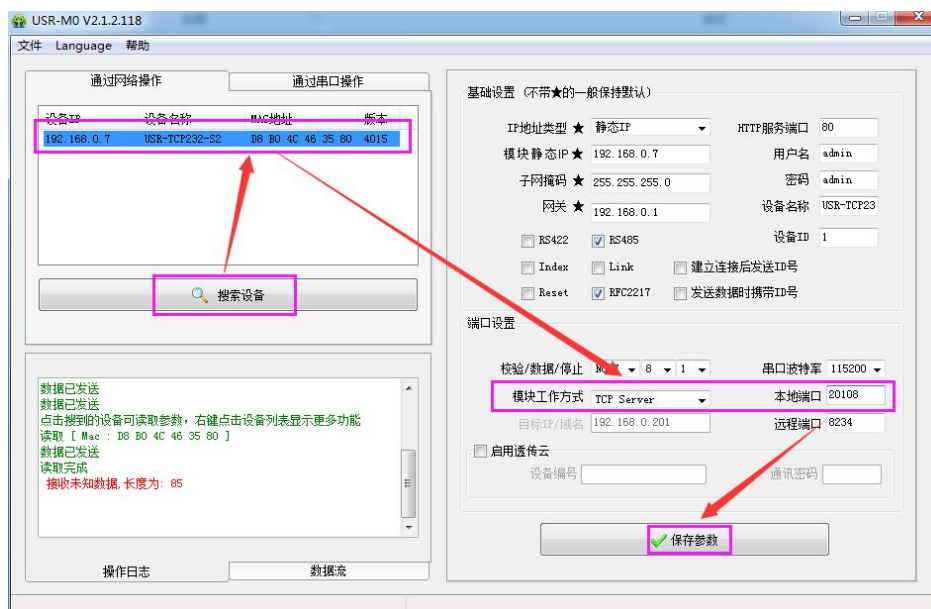 USR-M0 V2.1.2.118
文件 Language 帮助
通过网络操作 通过串口操作
设备IP 设备名称 MAC地址 版本
192.168.0.7 USR-TCP232-S2 D8 B0 4C 46 35 80 4015
搜索设备
数据已发送
数据已发送
点击搜到的设备可读取参数，右键点击设备列表显示更多功能
读取 [ Mac : D8 B0 4C 46 35 80 ]
数据已发送
读取完成
接收未知数据,长度为: 85
操作日志 数据流
基础设置 (不带★的一般保持默认)
IP地址类型 ★ 静态IP HTTP服务端口 80
模块静态IP ★ 192.168.0.7 用户名 admin
子网掩码 ★ 255.255.255.0 密码 admin
网关 ★ 192.168.0.1 设备名称 USR-TCP23
RS422 RS485 设备ID 1
Index Link 建立连接后发送ID号
Reset RFC2217 发送数据时携带ID号
端口设置
校验/数据/停止 8 1 串口波特率 115200
模块工作方式 TCP Server 本地端口 20108
目标IP/域名 192.168.0.201 远程端口 8234
启用透传云
设备编号 通讯密码
保存参数